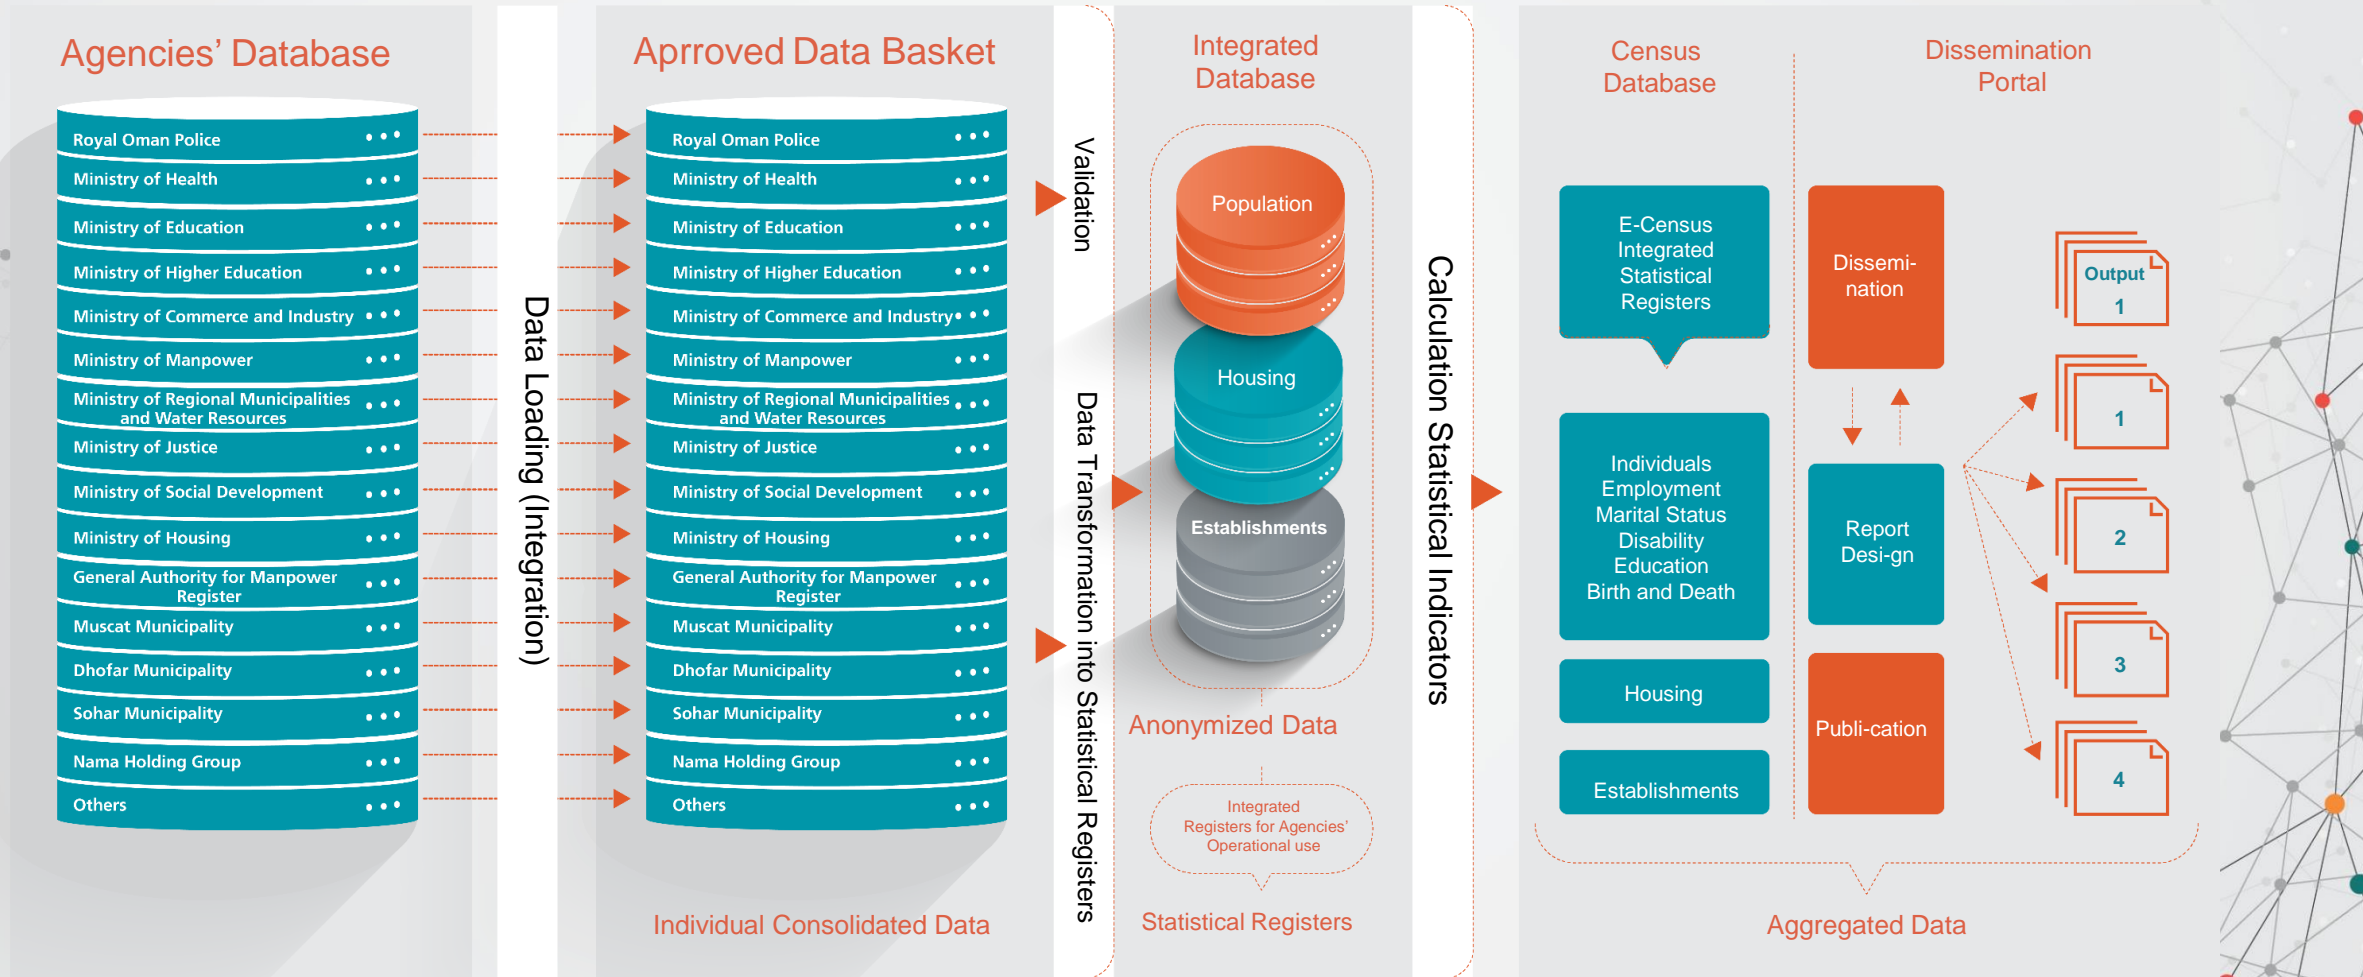 Agencies' Database
Royal Oman Police
Ministry of Health
Ministry of Education
Ministry of Higher Education
Ministry of Commerce and Industry
Ministry of Manpower
Ministry of Regional Municipalities
and Water Resources
Ministry of Justice
Ministry of Social Development
Ministry of Housing
General Authority for Manpower
Register
Muscat Municipality
Dhofar Municipality
Sohar Municipality
Nama Holding Group
Others
Data Loading (Integration)
Aprroved Data Basket
Royal Oman Police
Ministry of Health
Ministry of Education
Ministry of Higher Education
Ministry of Commerce and Industry
Ministry of Manpower
Ministry of Regional Municipalities
and Water Resources
Ministry of Justice
Ministry of Social Development
Ministry of Housing
General Authority for Manpower
Register
Muscat Municipality
Dhofar Municipality
Sohar Municipality
Nama Holding Group
Others
Individual Consolidated Data
Validation
Data Transformation into Statistical Registers
Integrated
Database
Population
Housing
Establishments
Anonymized Data
Integrated
Registers for Agencies'
Operational use
Statistical Registers
Calculation Statistical Indicators
Census
Database
E-Census
Integrated
Statistical
Registers
Individuals
Employment
Marital Status
Disability
Education
Birth and Death
Housing
Establishments
Dissemination
Portal
Dissemi-
nation
Report
Desi-gn
Publi-cation
Output
1
1
2
3
4
Aggregated Data